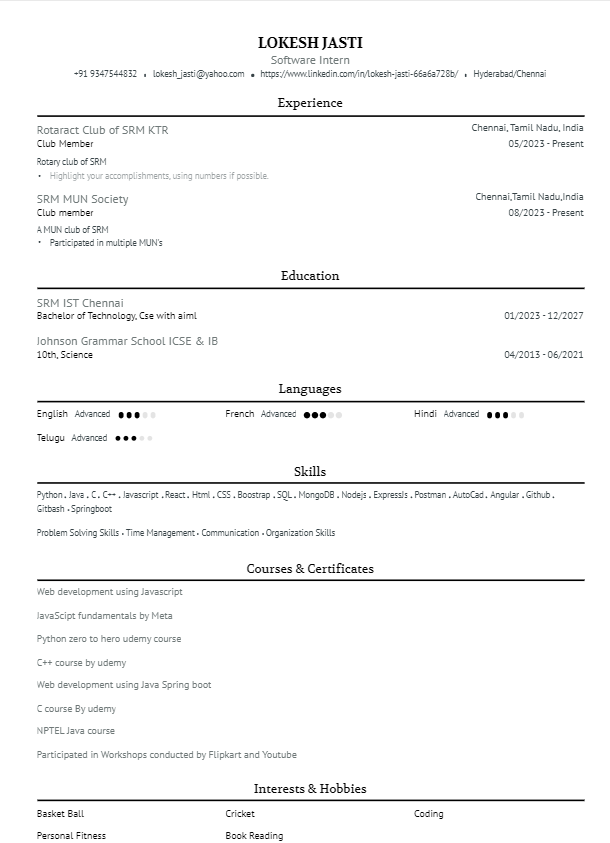 LOKESH JASTI
Software Intern
+91 9347544832 • lokesh_jasti@yahoo.com • https://www.linkedin.com/in/lokesh-jasti-66a6a728b/ • Hyderabad/Chennai
Experience
Rotaract Club of SRM KTR Chennai, Tamil Nadu, India
Club Member 05/2023 - Present
Rotary club of SRM
• Highlight your accomplishments, using numbers if possible.
SRM MUN Society Chennai,Tamil Nadu,India
Club member 08/2023 - Present
A MUN club of SRM
• Participated in multiple MUN's
Education
SRM IST Chennai
Bachelor of Technology, Cse with aiml 01/2023 - 12/2027
Johnson Grammar School ICSE & IB
10th, Science 04/2013 - 06/2021
Languages
English Advanced French Advanced Hindi Advanced
Telugu Advanced
Skills
Python • Java • C • C++ • Javascript • React • Html • CSS • Boostrap • SQL • MongoDB • Nodejs • ExpressJs • Postman • AutoCad • Angular • Github •
Gitbash • Springboot
Problem Solving Skills • Time Management • Communication • Organization Skills
Courses & Certificates
Web development using Javascript
JavaScipt fundamentals by Meta
Python zero to hero udemy course
C++ course by udemy
Web development using Java Spring boot
C course By udemy
NPTEL Java course
Participated in Workshops conducted by Flipkart and Youtube
Interests & Hobbies
Basket Ball Cricket Coding
Personal Fitness Book Reading